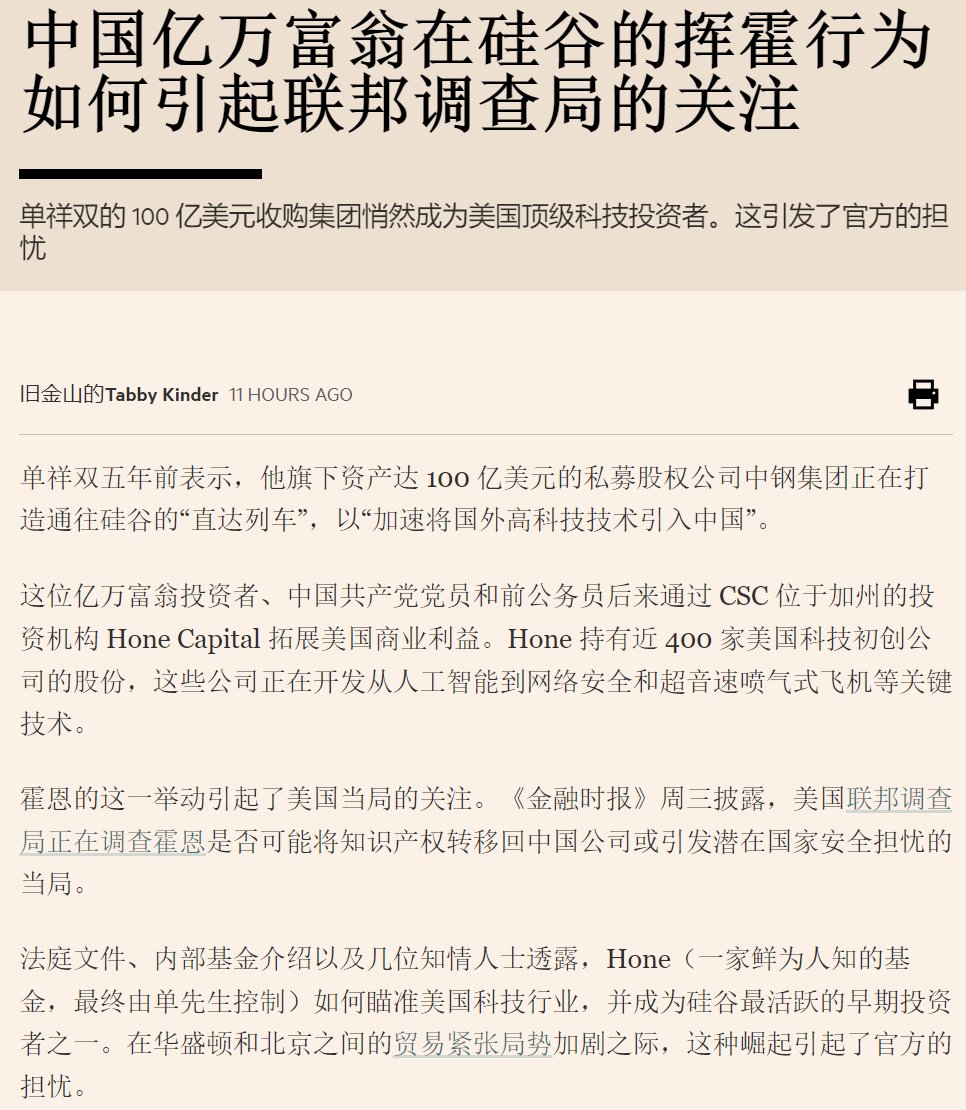 中国亿万富翁在硅谷的挥霍行为
如何引起联邦调查局的关注
单祥双的 100 亿美元收购集团悄然成为美国顶级科技投资者。这引发了官方的担
忧
旧金山的Tabby Kinder 11 HOURS AGO
单祥双五年前表示，他旗下资产达 100 亿美元的私募股权公司中钢集团正在打
造通往硅谷的“直达列车”，以“加速将国外高科技技术引入中国”。
这位亿万富翁投资者、中国共产党党员和前公务员后来通过 CSC 位于加州的投
资机构 Hone Capital 拓展美国商业利益。Hone 持有近 400 家美国科技初创公
司的股份，这些公司正在开发从人工智能到网络安全和超音速喷气式飞机等关键
技术。
霍恩的这一举动引起了美国当局的关注。《金融时报》周三披露，美国联邦调查
局正在调查霍恩是否可能将知识产权转移回中国公司或引发潜在国家安全担忧的
当局。
法庭文件、内部基金介绍以及几位知情人士透露，Hone（一家鲜为人知的基
金，最终由单先生控制）如何瞄准美国科技行业，并成为硅谷最活跃的早期投资
者之一。在华盛顿和北京之间的贸易紧张局势加剧之际，这种崛起引起了官方的
担忧。